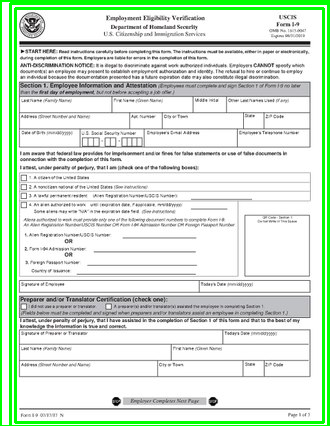 Employment Eligibility Verification
Department of Homeland Security
U.S. Citizenship and Immigration Services
USCIS
Form I-9
OMB No. 1615-0047
Expires 08/31/2019
► START HERE: Read instructions carefully before completing this form. The instructions must be available, either in paper or electronically,
during completion of this form. Employers are liable for errors in the completion of this form.
ANTI-DISCRIMINATION NOTICE: It is illegal to discriminate against work-authorized individuals. Employers CANNOT specify which
document(s) an employee may present to establish employment authorization and identity. The refusal to hire or continue to employ
an individual because the documentation presented has a future expiration date may also constitute illegal discrimination.
Section 1. Employee Information and Attestation (Employees must complete and sign Section 1 of Form I-9 no later
than the first day of employment, but not before accepting a job offer.)
Last Name (Family Name) First Name (Given Name) Middle Initial Other Last Names Used (if any)
Address (Street Number and Name) Apt. Number City or Town State ZIP Code
Date of Birth (mm/dd/yyyy) U.S. Social Security Number Employee's E-mail Address Employee's Telephone Number
I am aware that federal law provides for imprisonment and/or fines for false statements or use of false documents in
connection with the completion of this form.
I attest, under penalty of perjury, that I am (check one of the following boxes):
1. A citizen of the United States
2. A noncitizen national of the United States (See instructions)
3. A lawful permanent resident (Alien Registration Number/USCIS Number):
4. An alien authorized to work until (expiration date, if applicable, mm/dd/yyyy):
Some aliens may write "N/A" in the expiration date field. (See instructions)
Aliens authorized to work must provide only one of the following document numbers to complete Form I-9:
An Alien Registration Number/USCIS Number OR Form I-94 Admission Number OR Foreign Passport Number.
QR Code - Section 1
Do Not Write In This Space
1. Alien Registration Number/USCIS Number:
OR
2. Form I-94 Admission Number:
OR
3. Foreign Passport Number:
Country of Issuance:
Signature of Employee Today's Date (mm/dd/yyyy)
Preparer and/or Translator Certification (check one):
I did not use a preparer or translator. A preparer(s) and/or translator(s) assisted the employee in completing Section 1.
(Fields below must be completed and signed when preparers and/or translators assist an employee in completing Section 1.)
I attest, under penalty of perjury, that I have assisted in the completion of Section 1 of this form and that to the best of my
knowledge the information is true and correct.
Signature of Preparer or Translator Today's Date (mm/dd/yyyy)
Last Name (Family Name) First Name (Given Name)
Address (Street Number and Name) City or Town State ZIP Code
STOP Employer Completes Next Page STOP
Form I-9 N Page 1 of 3